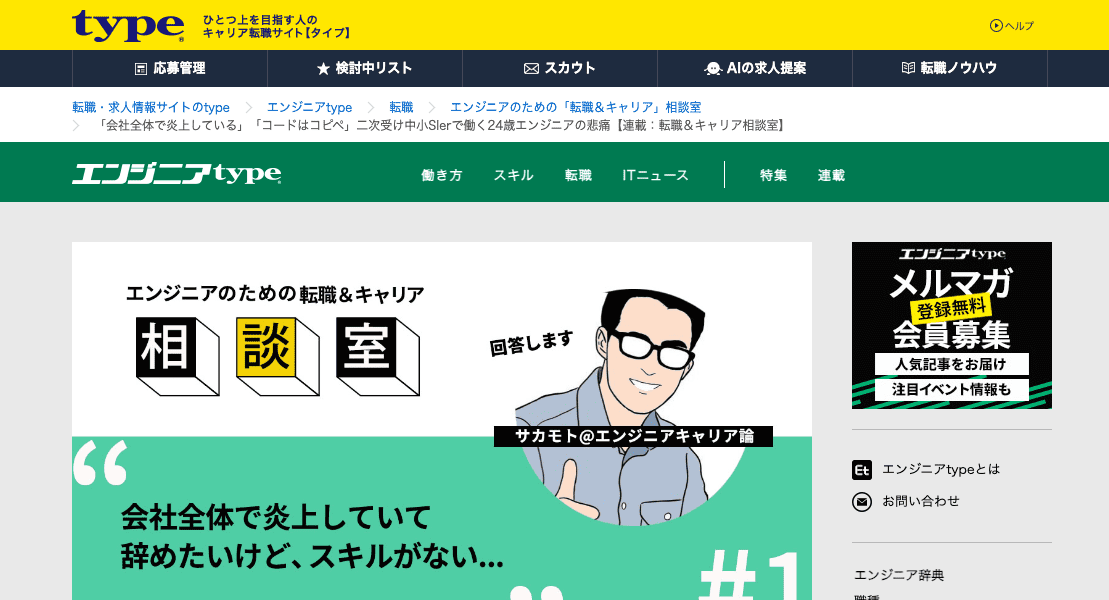 type
ひとつ上を目指す人の
キャリア転職サイト【タイプ】
ヘルプ
応募管理
検討中リスト
スカウト
AIの求人提案
転職ノウハウ
転職・求人情報サイトのtype
エンジニアtype
転職
エンジニアのための「転職&キャリア」相談室
「会社全体で炎上している」「コードはコピペ」二次受け中小SIerで働く24歳エンジニアの悲痛【連載：転職&キャリア相談室】
エンジニアtype
働き方
スキル
転職
ITニュース
特集
連載
エンジニアのための転職&キャリア
相談室
回答します
サカモト@エンジニアキャリア論
“
会社全体で炎上していて
辞めたいけど、スキルがない...
#1
エンジニアtype
メルマガ
登録無料
会員募集
人気記事をお届け
注目イベント情報も
Et エンジニアtypeとは
お問い合わせ
エンジニア辞典
職種